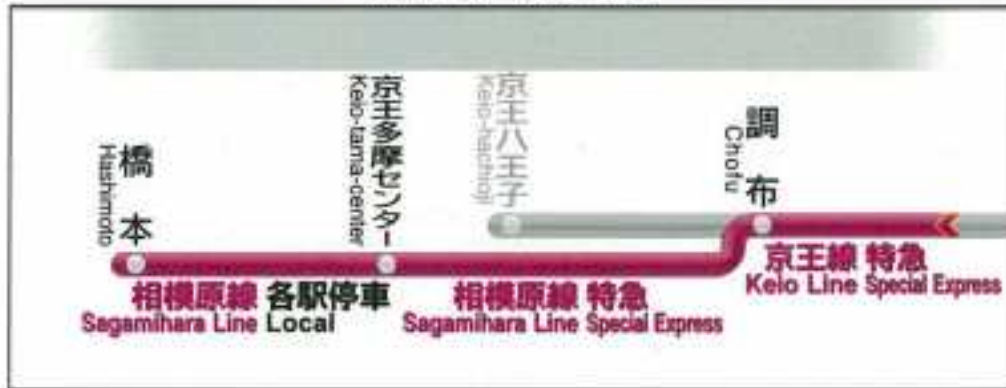 橋本
Hashimoto
京王多摩センター
Keio-tama-center
京王八王子
Keio-hachioji
調布
Chofu
相模原線 各駅停車
Sagamihara Line Local
相模原線 特急
Sagamihara Line Special Express
京王線 特急
Keio Line Special Express